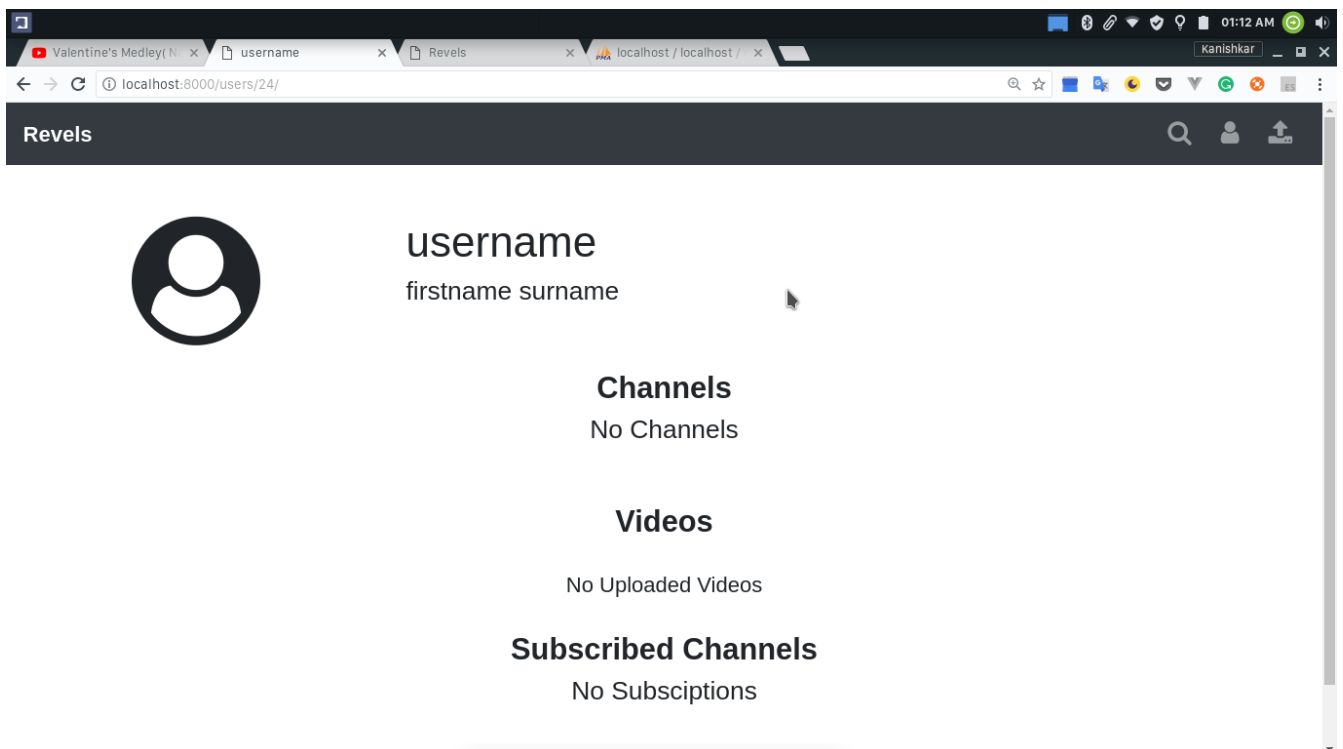 01:12 AM
Valentine's Medley( N
username
Revels
localhost / localhost /
Kanishkar
localhost:8000/users/24/
ES
Revels
username
firstname surname
Channels
No Channels
Videos
No Uploaded Videos
Subscribed Channels
No Subsciptions